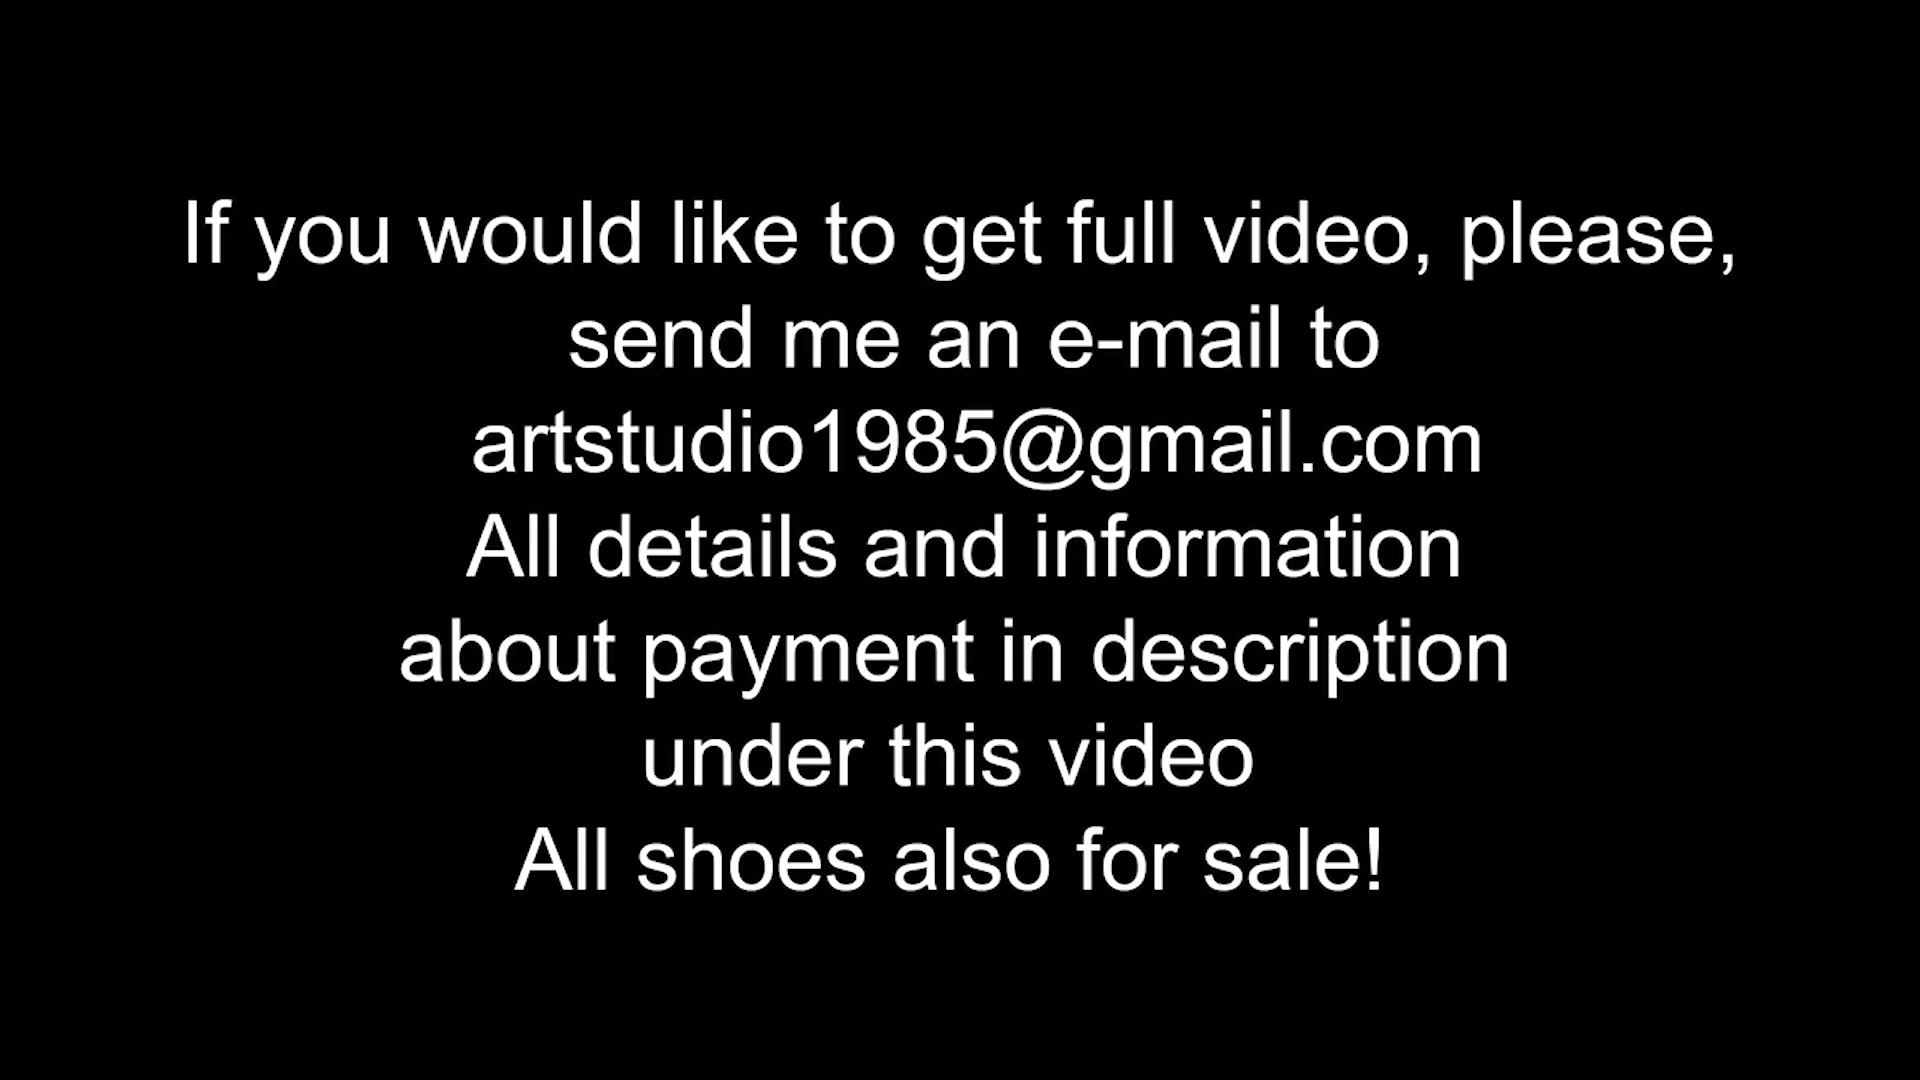 If you would like to get full video, please,
send me an e-mail to
artstudio1985@gmail.com
All details and information
about payment in description
under this video
All shoes also for sale!